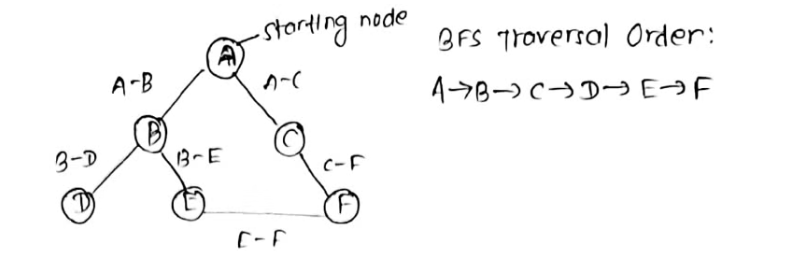 starting node
BFS Traversal Order:
A
A-B
A-C
A→B→C→D→E→F
B
C
B-D
B-E
C-F
D
E
F
E-F